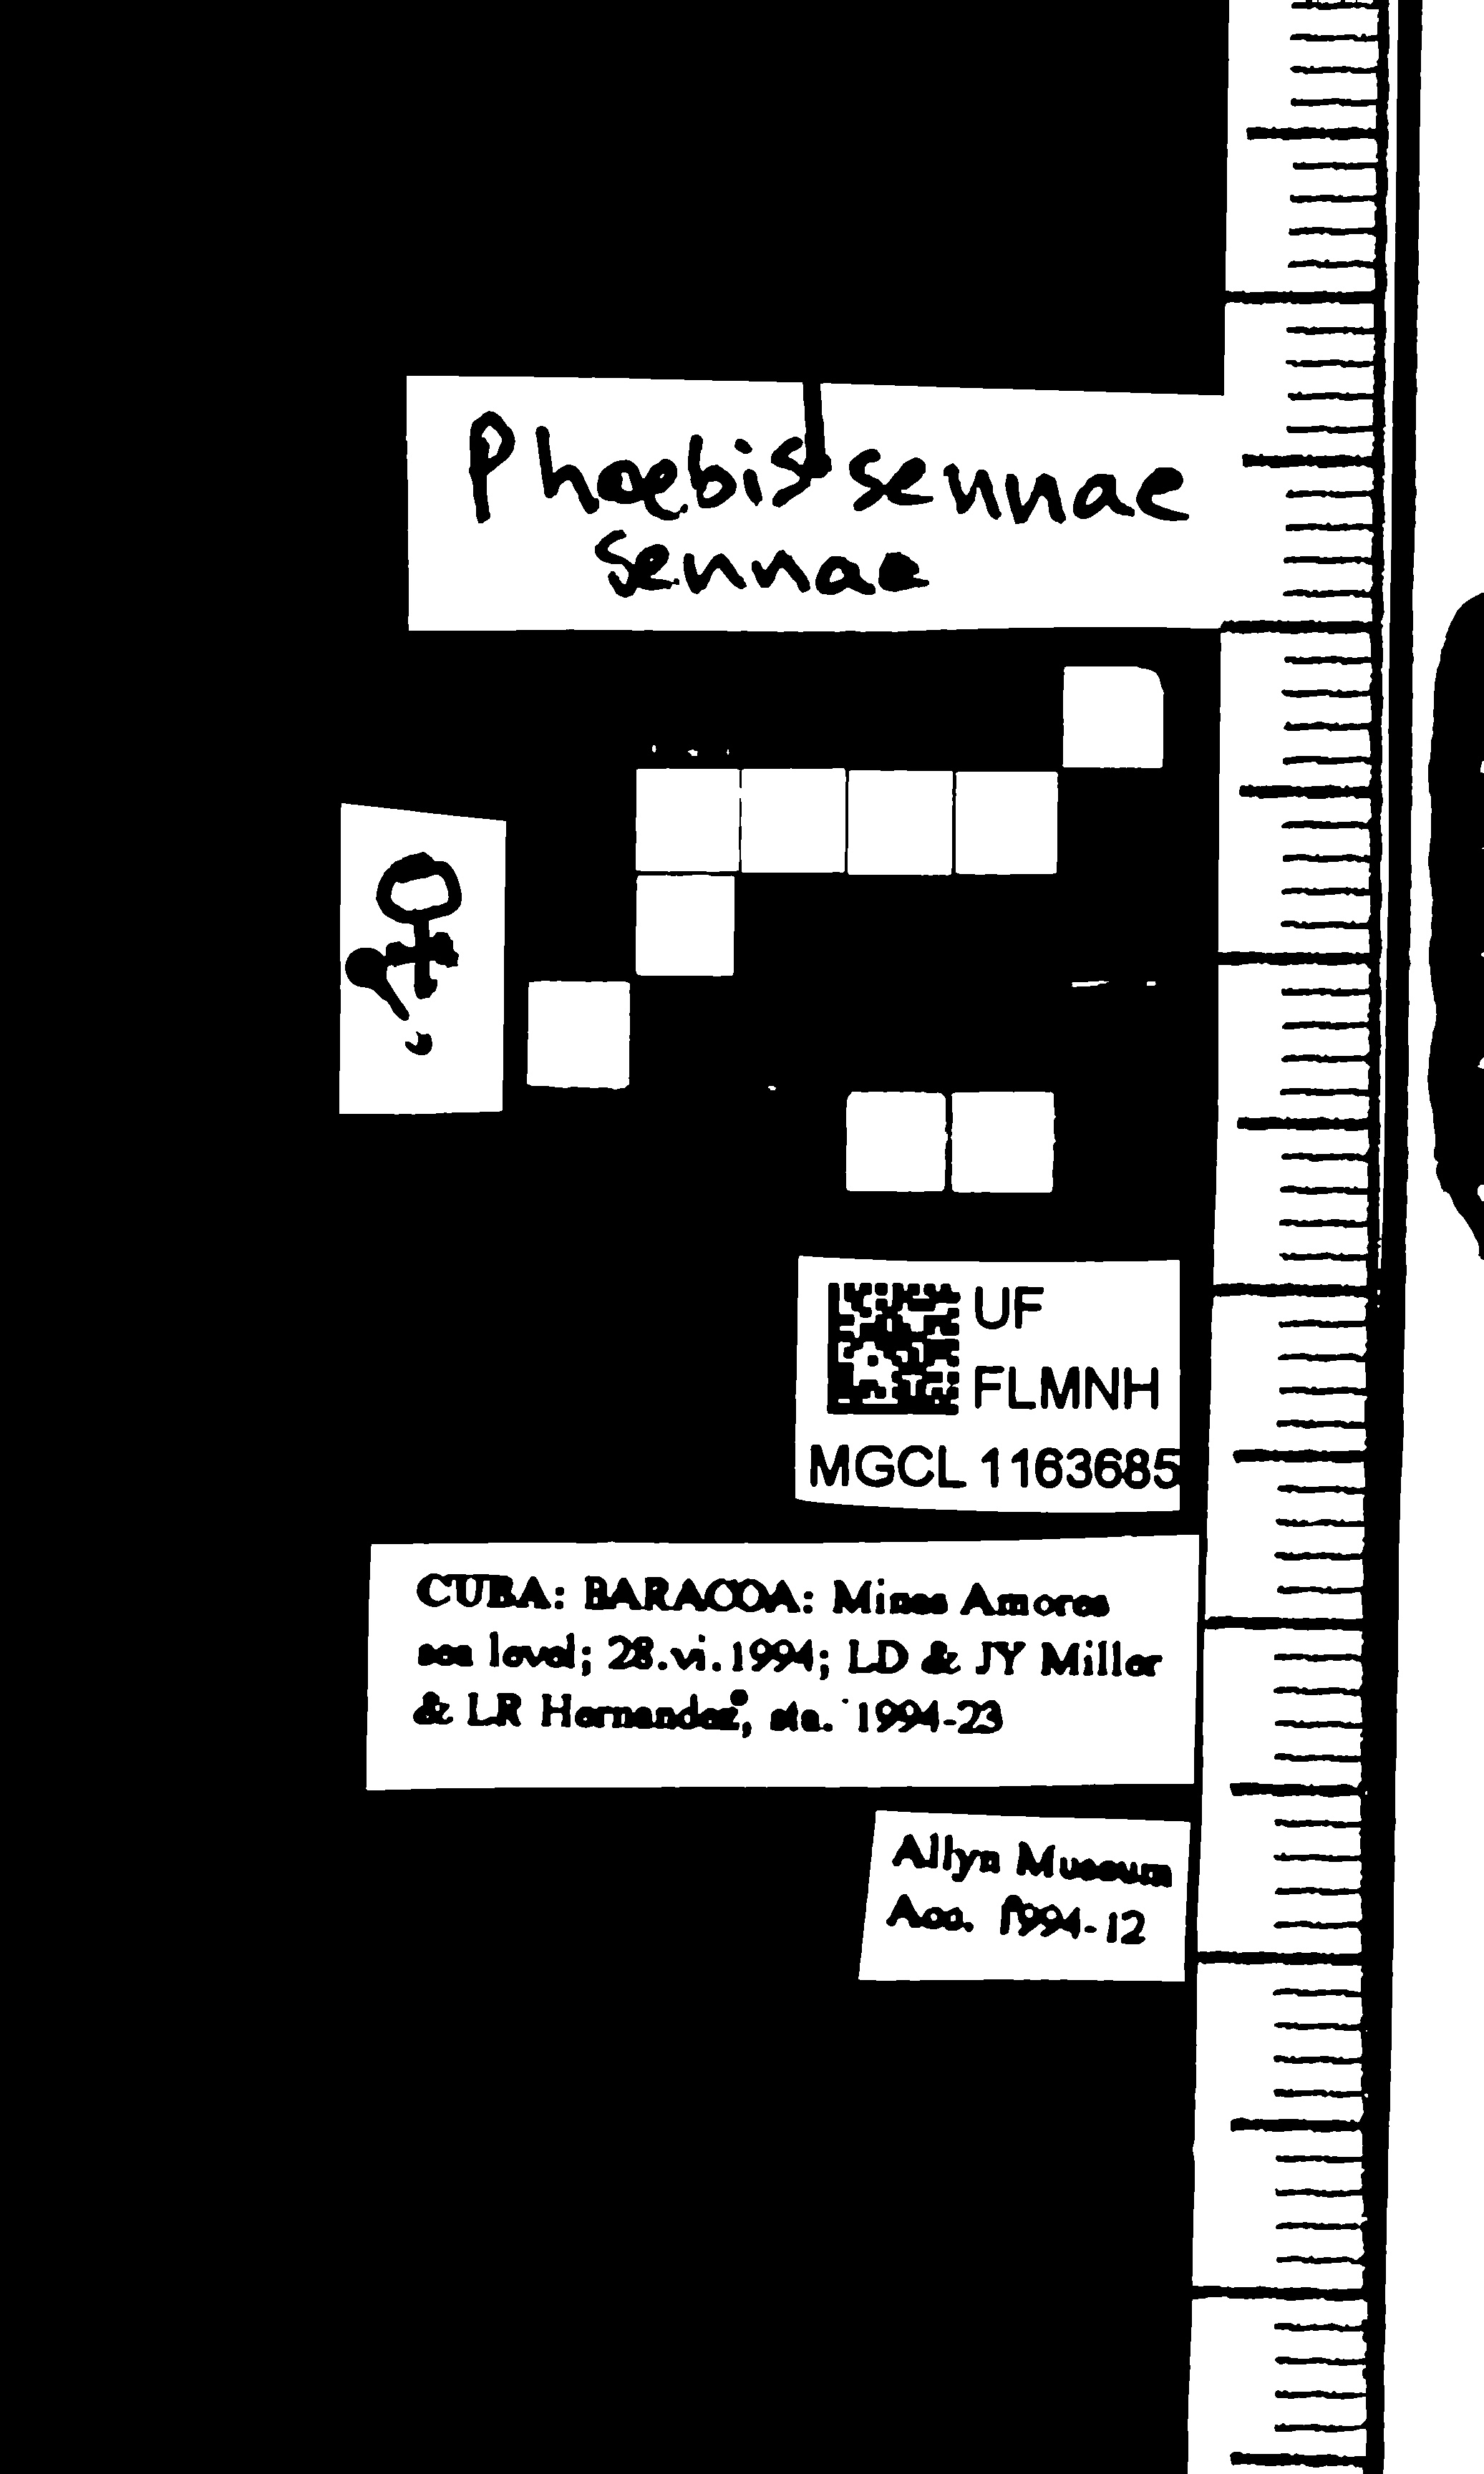 Phoebis sennae
sennae
♀?
UF
FLMNH
MGCL 1163685
CUBA: BARACOA: Mines Amores
sea level; 28.vi.1994; LD & JY Miller
& LR Hernandez, sta. 1994-23
Allyn Museum
Acc. 1994-12